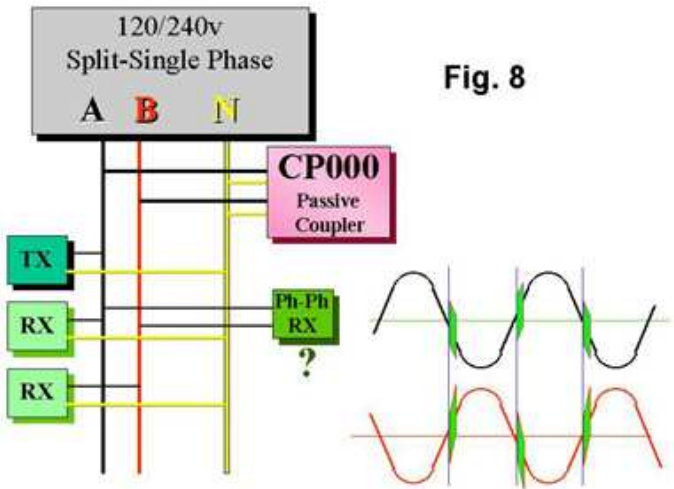 120/240v
Split-Single Phase
A B N
Fig. 8
CP000
Passive
Coupler
TX
RX
Ph-Ph
RX
?
RX